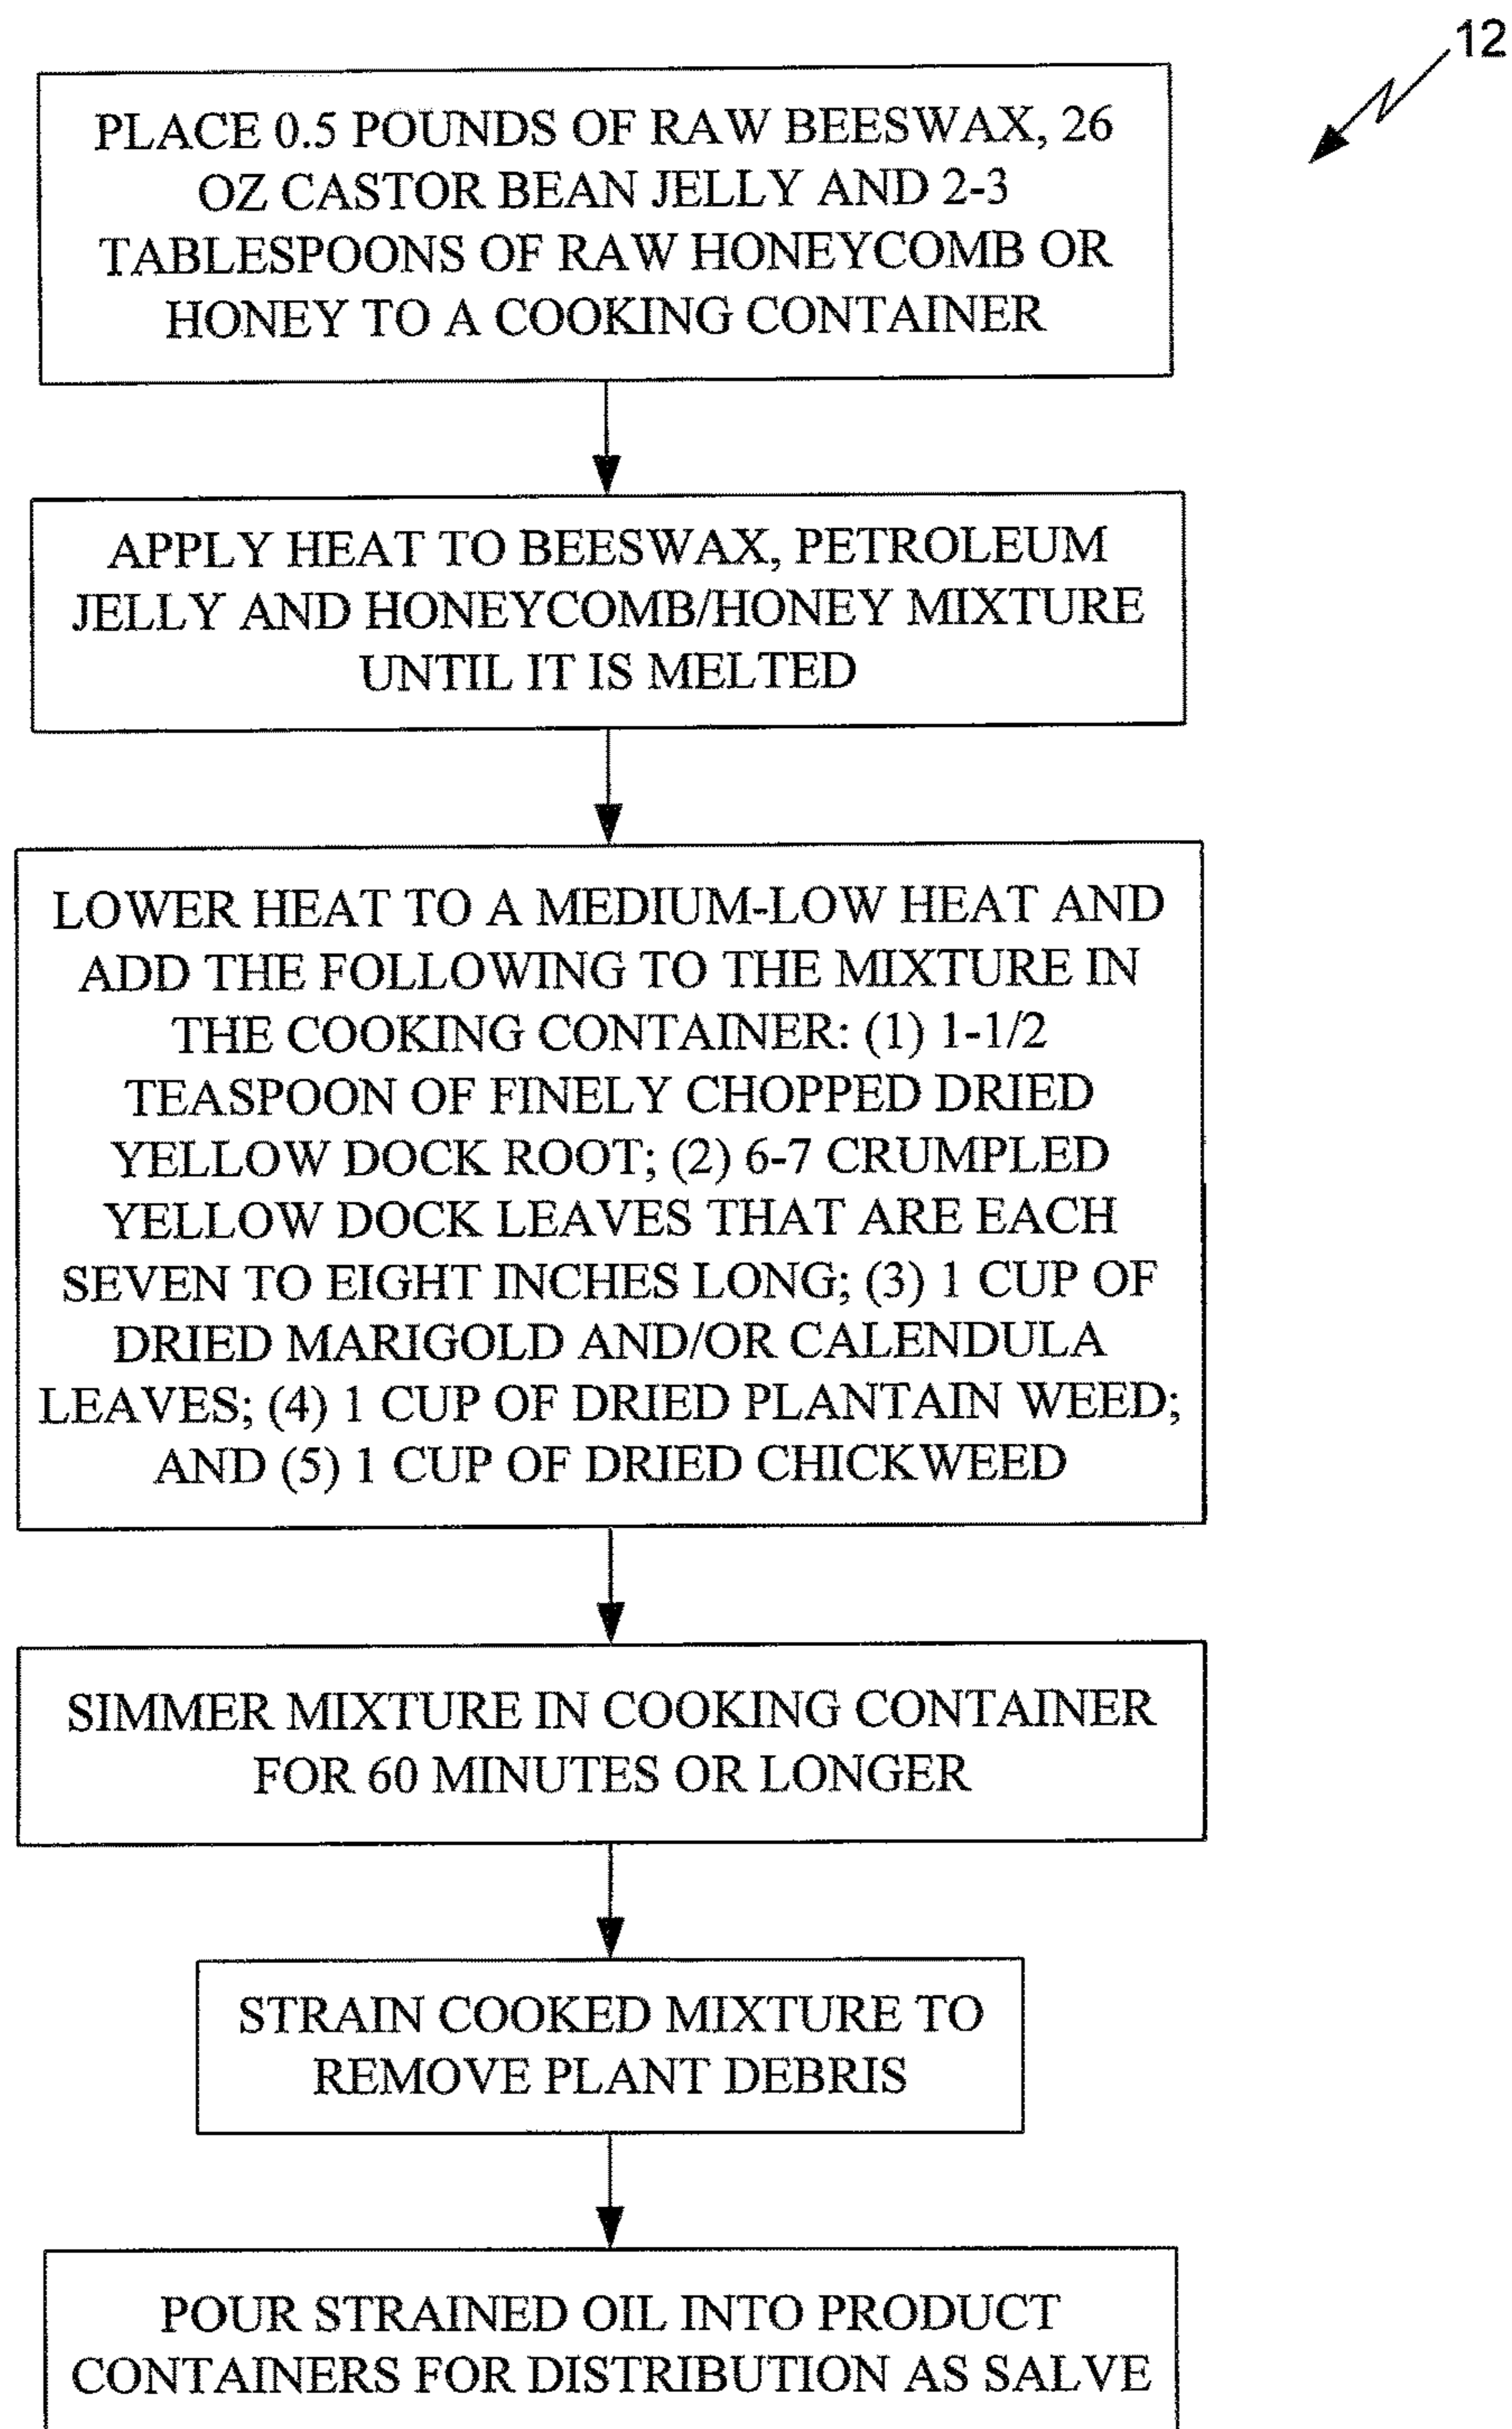 12
PLACE 0.5 POUNDS OF RAW BEESWAX, 26
OZ CASTOR BEAN JELLY AND 2-3
TABLESPOONS OF RAW HONEYCOMB OR
HONEY TO A COOKING CONTAINER
APPLY HEAT TO BEESWAX, PETROLEUM
JELLY AND HONEYCOMB/HONEY MIXTURE
UNTIL IT IS MELTED
LOWER HEAT TO A MEDIUM-LOW HEAT AND
ADD THE FOLLOWING TO THE MIXTURE IN
THE COOKING CONTAINER: (1) 1-1/2
TEASPOON OF FINELY CHOPPED DRIED
YELLOW DOCK ROOT; (2) 6-7 CRUMPLED
YELLOW DOCK LEAVES THAT ARE EACH
SEVEN TO EIGHT INCHES LONG; (3) 1 CUP OF
DRIED MARIGOLD AND/OR CALENDULA
LEAVES; (4) 1 CUP OF DRIED PLANTAIN WEED;
AND (5) 1 CUP OF DRIED CHICKWEED
SIMMER MIXTURE IN COOKING CONTAINER
FOR 60 MINUTES OR LONGER
STRAIN COOKED MIXTURE TO
REMOVE PLANT DEBRIS
POUR STRAINED OIL INTO PRODUCT
CONTAINERS FOR DISTRIBUTION AS SALVE